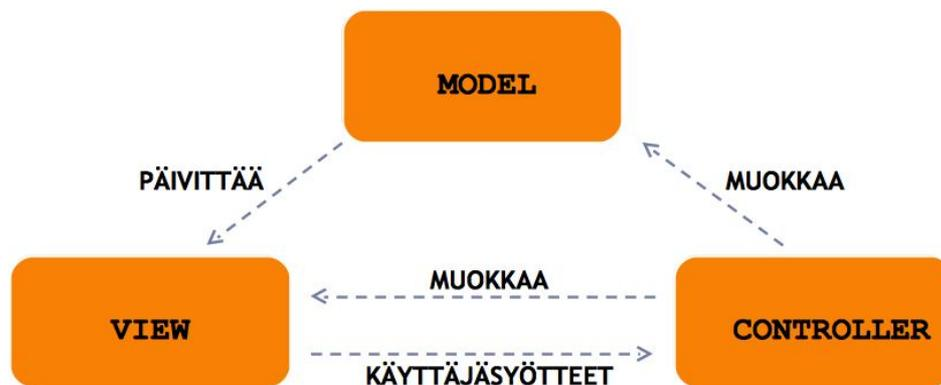 MODEL
PÄIVITTÄÄ
MUOKKAA
MUOKKAA
VIEW
CONTROLLER
KÄYTTÄJÄSYÖTTEET